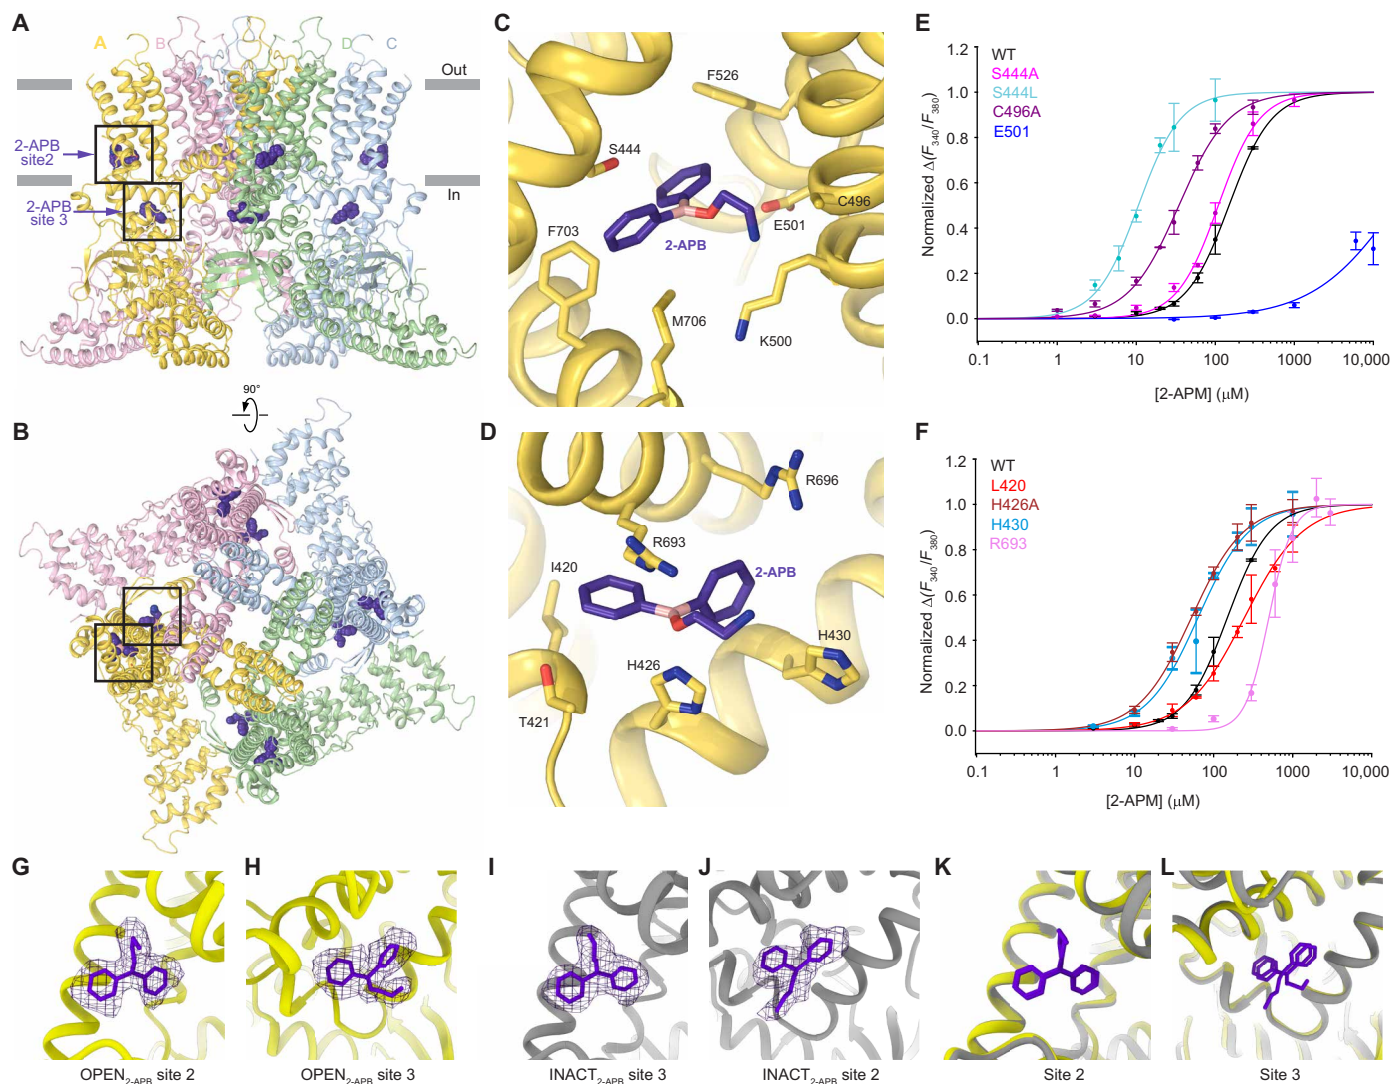 A
A
B
D
C
Out
2-APB
site2
In
2-APB
site 3
90°
B
C
F526
S444
C496
2-APB
E501
F703
M706
K500
D
R696
R693
2-APB
I420
H430
H426
T421
E
1.2
1.0
0.8
0.6
0.4
0.2
0.0
Normalized Δ(F340/F380)
WT
S444A
S444L
C496A
E501
0.1
1
10
100
1000
10,000
[2-APM] (μM)
F
1.2
1.0
0.8
0.6
0.4
0.2
0.0
Normalized Δ(F340/F380)
WT
L420
H426A
H430
R693
0.1
1
10
100
1000
10,000
[2-APM] (μM)
G
OPEN2-APB site 2
H
OPEN2-APB site 3
I
INACT2-APB site 3
J
INACT2-APB site 2
K
Site 2
L
Site 3